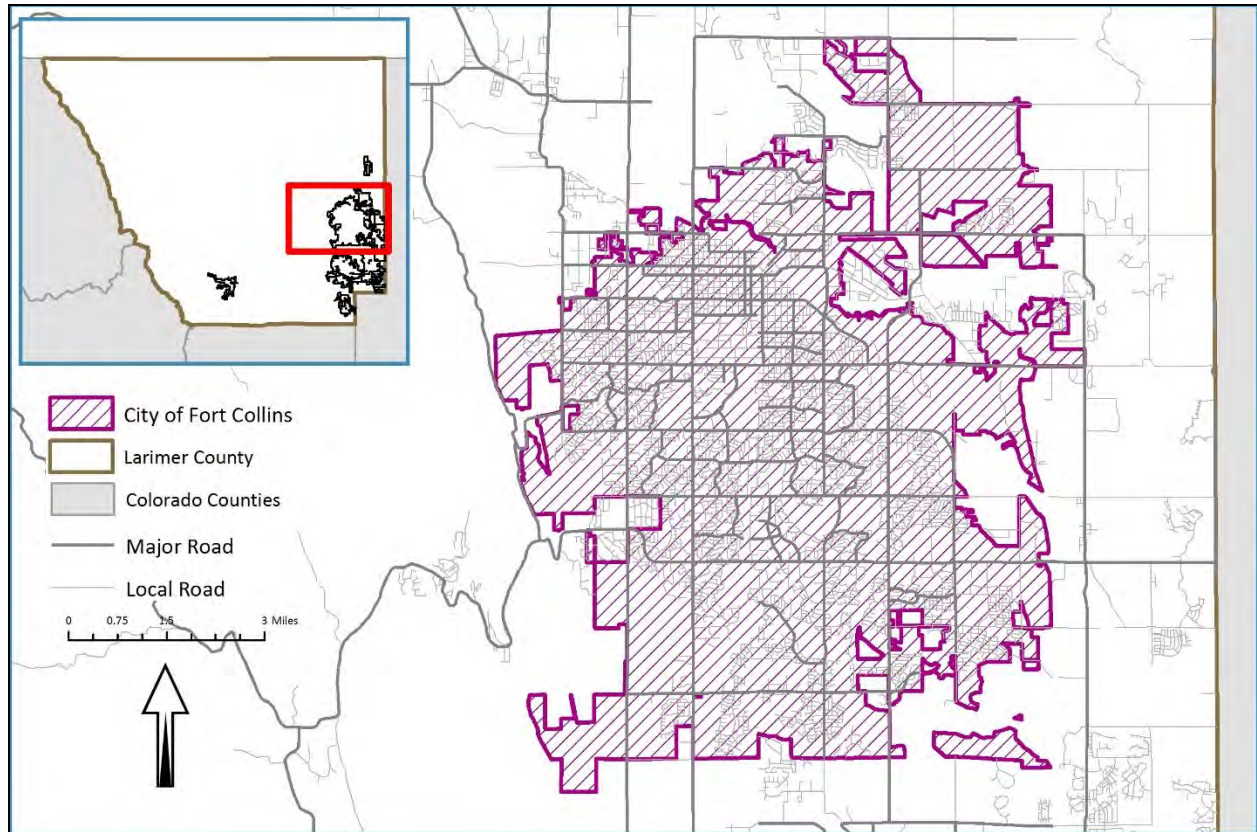 City of Fort Collins
Larimer County
Colorado Counties
Major Road
Local Road
0 0.75 1.5 3 Miles